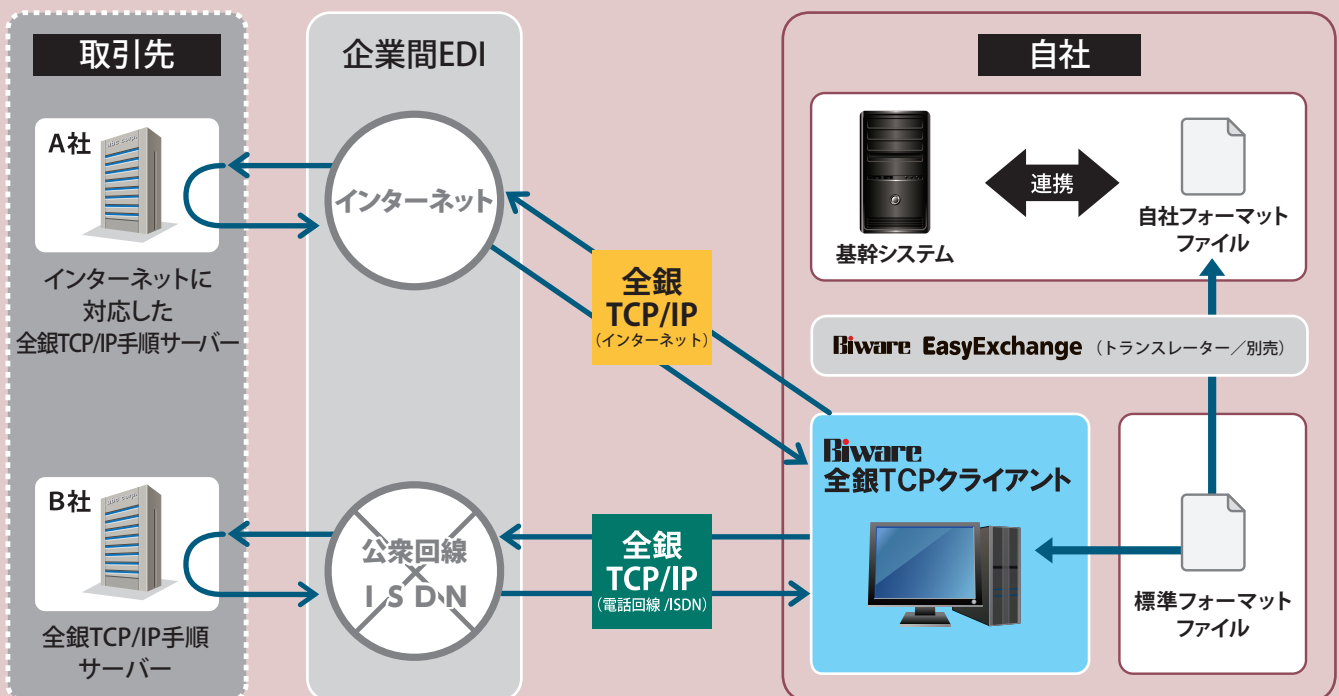 取引先
A社
インターネットに
対応した
全銀TCP/IP手順サーバー
B社
全銀TCP/IP手順
サーバー
企業間EDI
インターネット
公衆回線
ISDN
全銀
TCP/IP
（インターネット）
全銀
TCP/IP
（電話回線/ISDN）
自社
基幹システム
連携
自社フォーマット
ファイル
Biware EasyExchange （トランスレーター／別売）
Biware
全銀TCPクライアント
標準フォーマット
ファイル